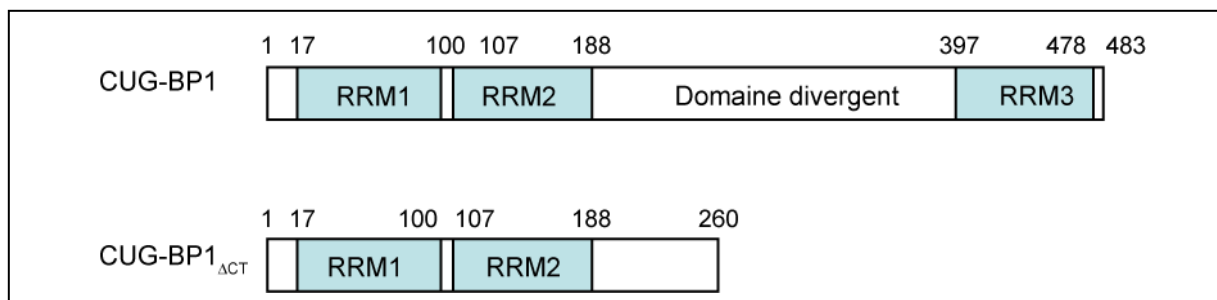 1 17 100 107 188 397 478 483
CUG-BP1 RRM1 RRM2 Domaine divergent RRM3
1 17 100 107 188 260
CUG-BP1ΔCT RRM1 RRM2